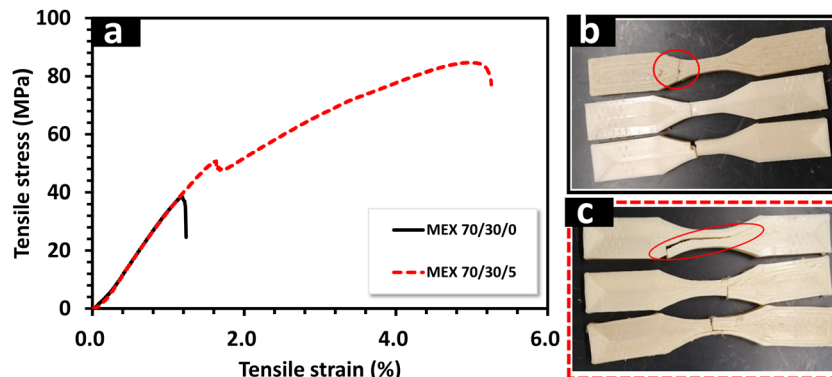 a
100
80
60
40
20
0
Tensile stress (MPa)
MEX 70/30/0
MEX 70/30/5
0.0 2.0 4.0 6.0
Tensile strain (%)
b
c